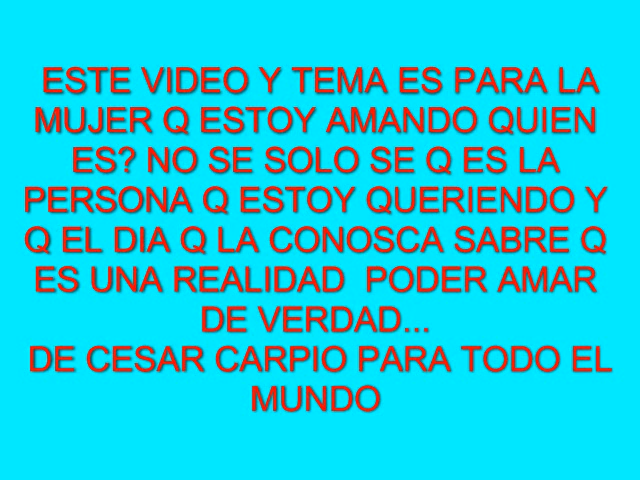 ESTE VIDEO Y TEMA ES PARA LA
MUJER Q ESTOY AMANDO QUIEN
ES? NO SE SOLO SE Q ES LA
PERSONA Q ESTOY QUERIENDO Y
Q EL DIA Q LA CONOSCA SABRE Q
ES UNA REALIDAD  PODER AMAR
DE VERDAD...
DE CESAR CARPIO PARA TODO EL
MUNDO